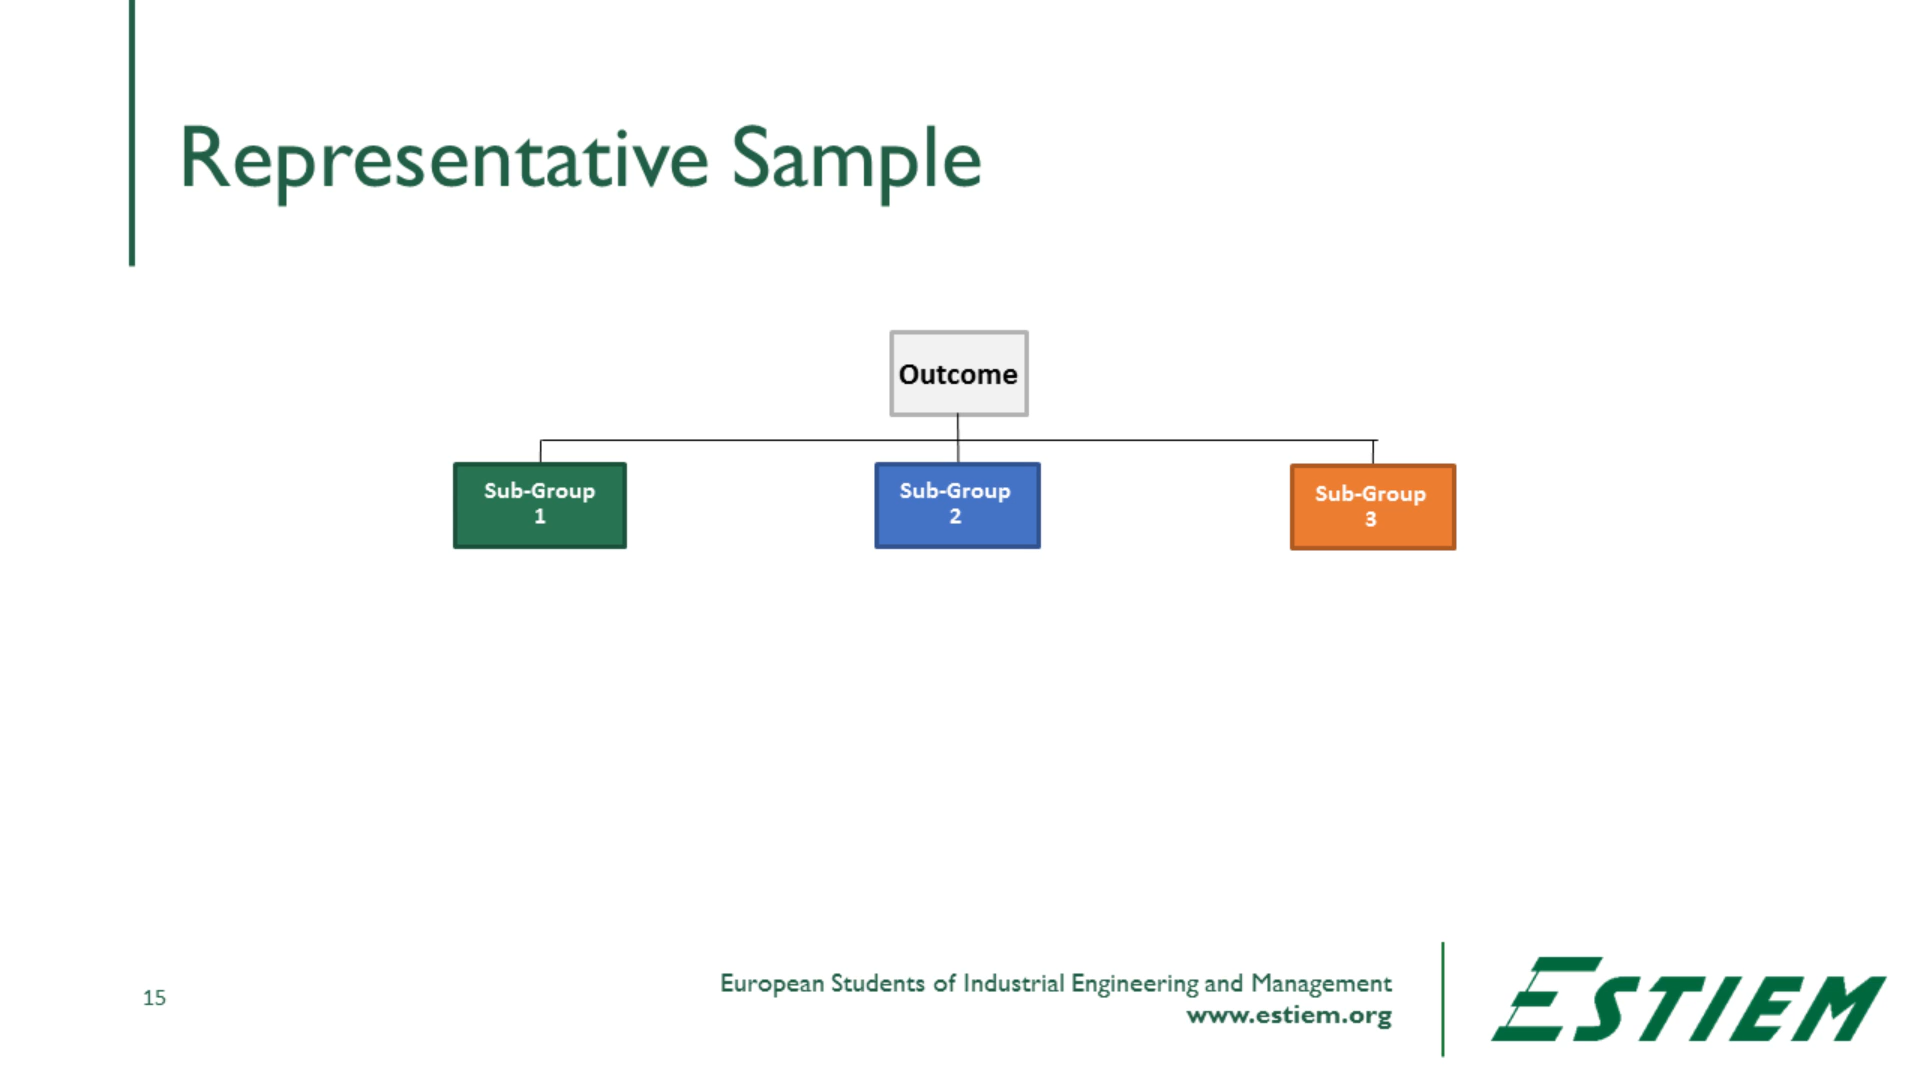 Representative Sample
Outcome
Sub-Group
1
Sub-Group
2
Sub-Group
3
15
European Students of Industrial Engineering and Management
www.estiem.org
ESTIEM